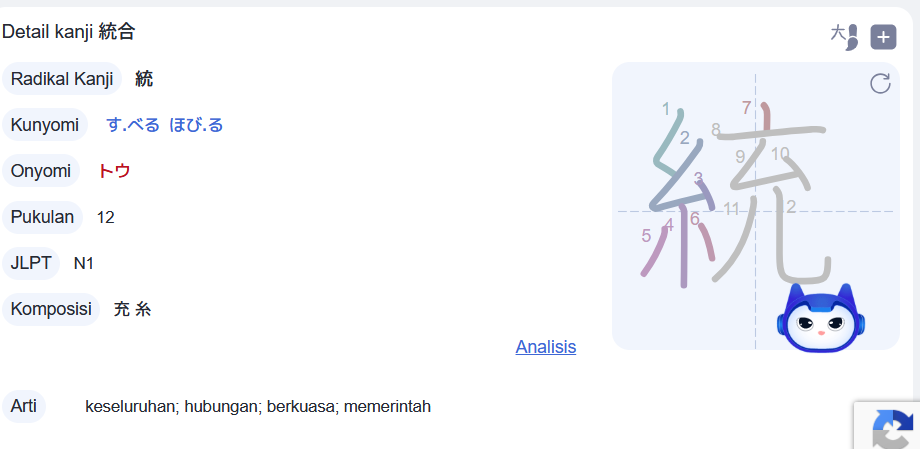 Detail kanji 統合
大
Radikal Kanji 統
Kunyomi す.べる ほび.る
Onyomi トウ
Pukulan 12
JLPT N1
Komposisi 充 糸
1
2
3
4
5
6
7
8
9
10
11
12
Analisis
Arti keseluruhan; hubungan; berkuasa; memerintah